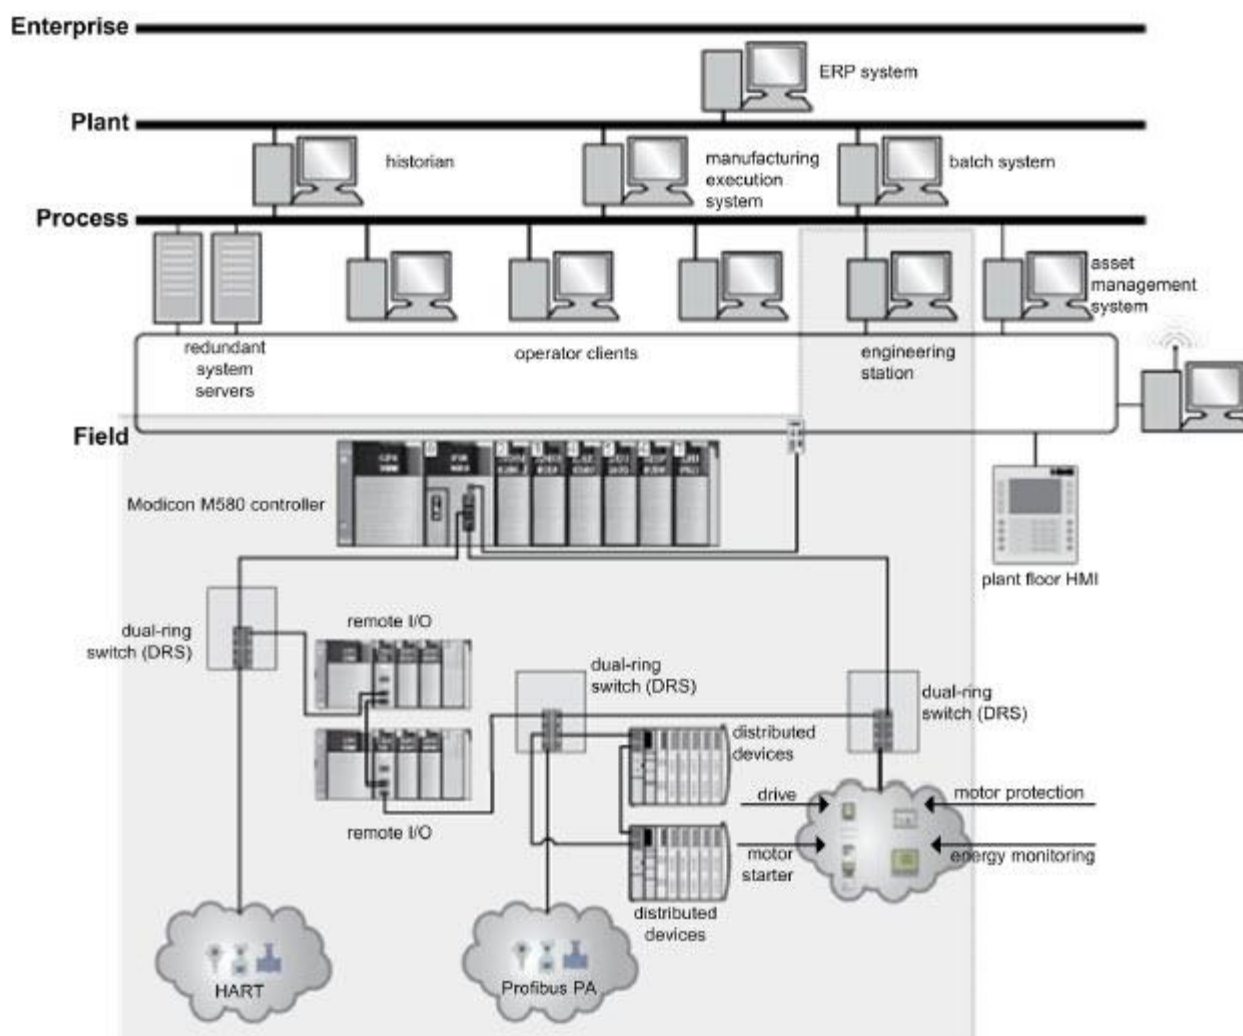 Enterprise
ERP system
Plant
historian
manufacturing
execution
system
batch system
Process
asset
management
system
redundant
system
servers
operator clients
engineering
station
Field
Modicon M580 controller
plant floor HMI
dual-ring
switch (DRS)
remote I/O
dual-ring
switch (DRS)
dual-ring
switch (DRS)
distributed
devices
drive
motor protection
remote I/O
motor
starter
energy monitoring
distributed
devices
HART
Profibus PA